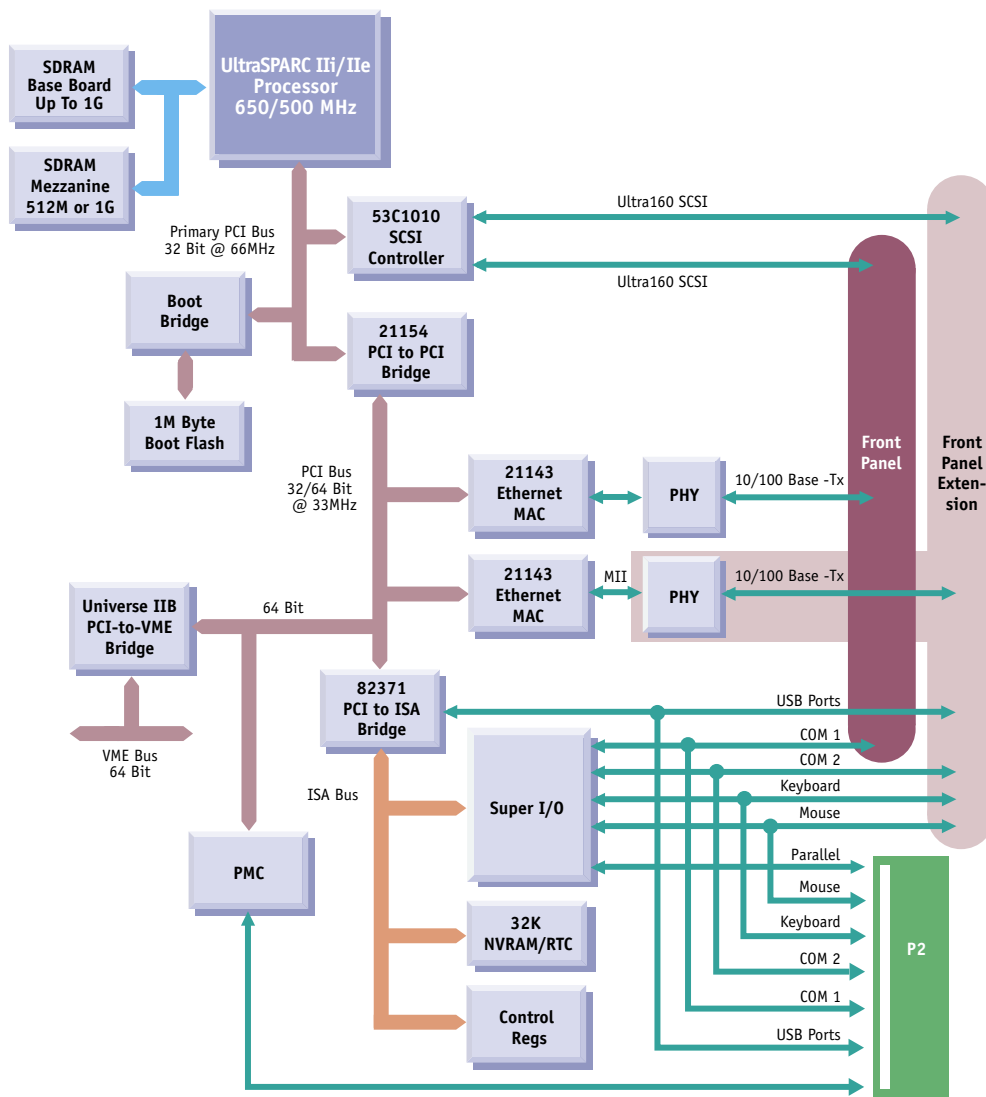 SDRAM
Base Board
Up To 1G
UltraSPARC IIi/IIe
Processor
650/500 MHz
SDRAM
Mezzanine
512M or 1G
Primary PCI Bus
32 Bit @ 66MHz
53C1010
SCSI
Controller
Ultra160 SCSI
Ultra160 SCSI
Boot
Bridge
21154
PCI to PCI
Bridge
1M Byte
Boot Flash
Front
Panel
Front
Panel
Exten-
sion
PCI Bus
32/64 Bit
@ 33MHz
21143
Ethernet
MAC
PHY
10/100 Base -Tx
21143
Ethernet
MAC
MII
PHY
10/100 Base -Tx
Universe IIB
PCI-to-VME
Bridge
64 Bit
82371
PCI to ISA
Bridge
VME Bus
64 Bit
ISA Bus
USB Ports
COM 1
COM 2
Keyboard
Mouse
Parallel
Super I/O
PMC
Mouse
Keyboard
COM 2
COM 1
USB Ports
P2
32K
NVRAM/RTC
Control
Regs